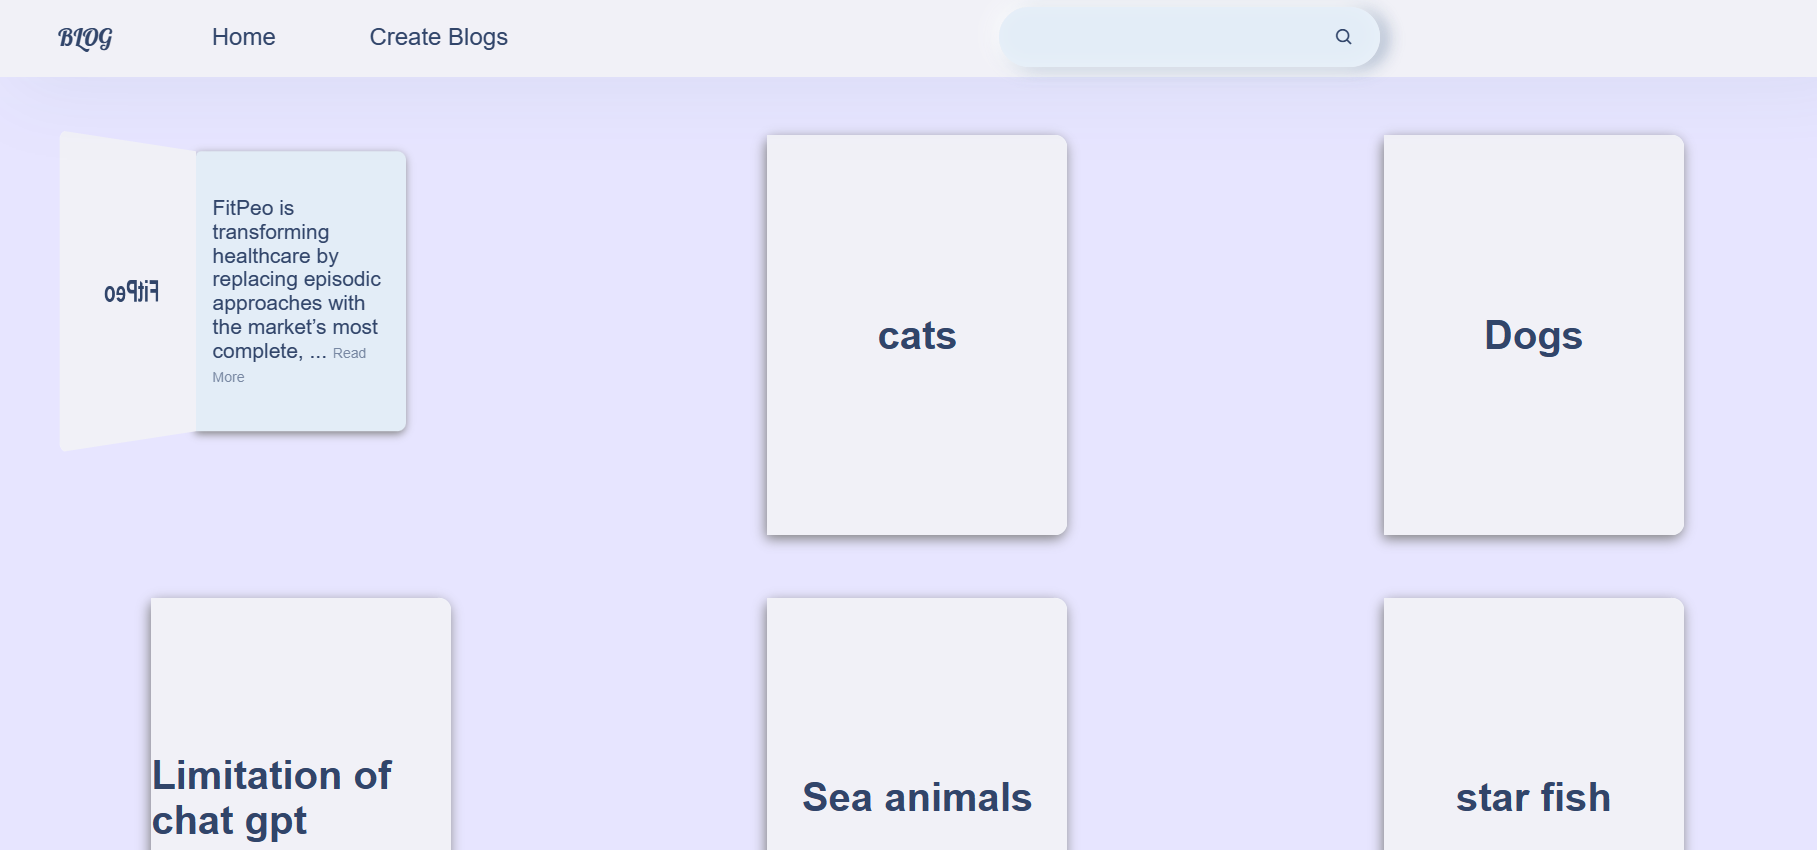 BLOG Home Create Blogs
FitPeo
FitPeo is
transforming
healthcare by
replacing episodic
approaches with
the market’s most
complete, ... Read
More
cats
Dogs
Limitation of
chat gpt
Sea animals
star fish